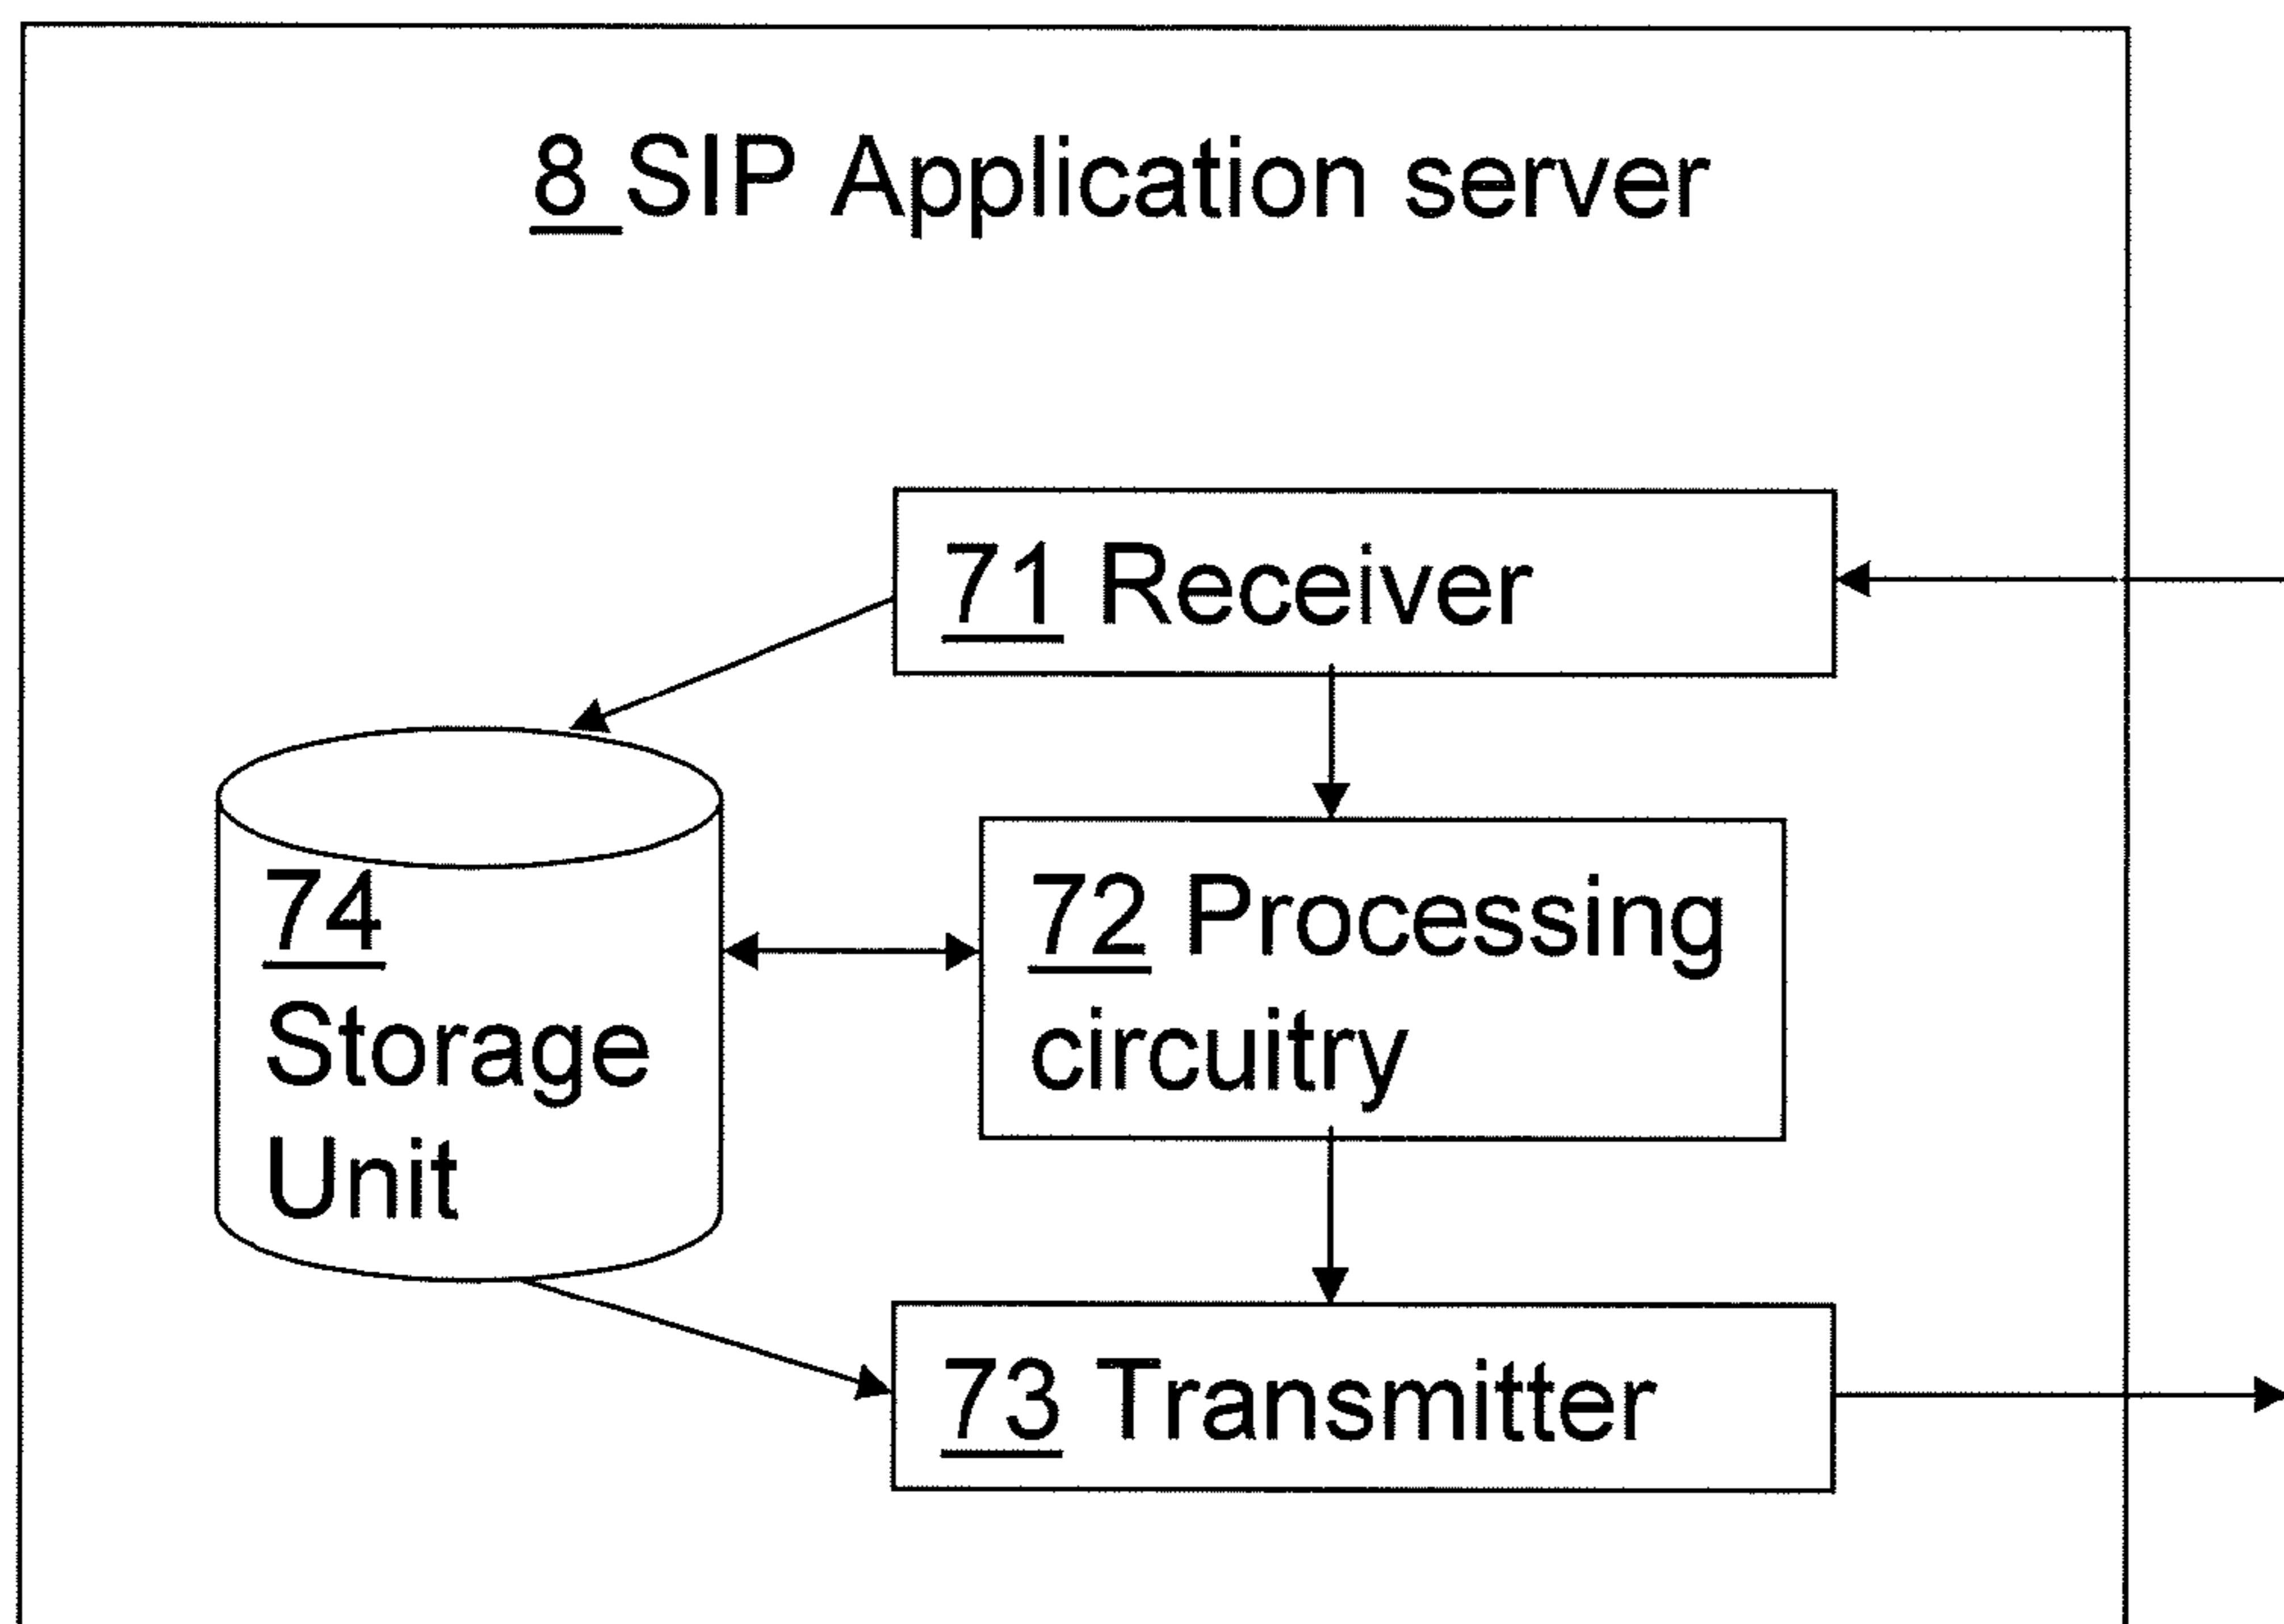 8 SIP Application server
71 Receiver
74
Storage
Unit
72 Processing
circuitry
73 Transmitter